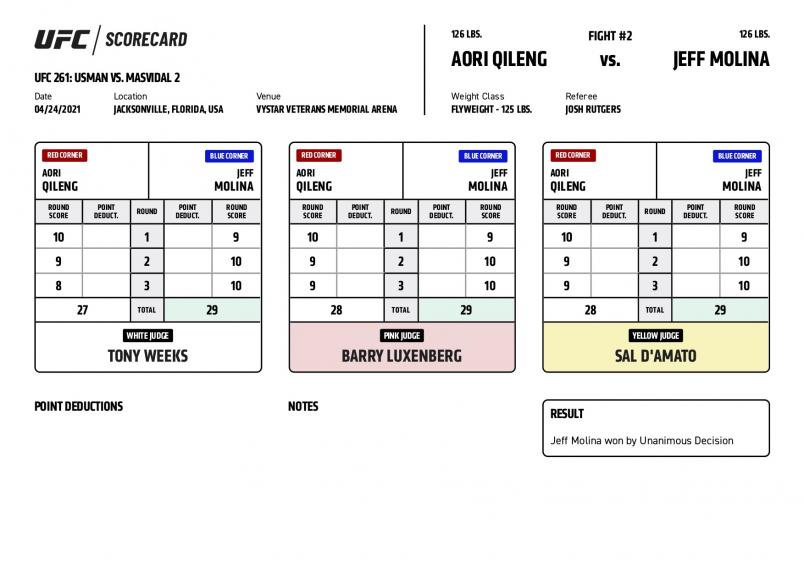 UFC / SCORECARD
UFC 261: USMAN VS. MASVIDAL 2
Date Location Venue
04/24/2021 JACKSONVILLE, FLORIDA, USA VYSTAR VETERANS MEMORIAL ARENA
126 LBS. FIGHT #2 126 LBS.
AORI QILENG VS. JEFF MOLINA
Weight Class Referee
FLYWEIGHT - 125 LBS. JOSH RUTGERS
RED CORNER BLUE CORNER
AORI JEFF
QILENG MOLINA
ROUND SCORE POINT DEDUCT. ROUND POINT DEDUCT. ROUND SCORE
10 1 9
9 2 10
8 3 10
27 TOTAL 29
WHITE JUDGE
TONY WEEKS
RED CORNER BLUE CORNER
AORI JEFF
QILENG MOLINA
ROUND SCORE POINT DEDUCT. ROUND POINT DEDUCT. ROUND SCORE
10 1 9
9 2 10
9 3 10
28 TOTAL 29
PINK JUDGE
BARRY LUXENBERG
RED CORNER BLUE CORNER
AORI JEFF
QILENG MOLINA
ROUND SCORE POINT DEDUCT. ROUND POINT DEDUCT. ROUND SCORE
10 1 9
9 2 10
9 3 10
28 TOTAL 29
YELLOW JUDGE
SAL D'AMATO
POINT DEDUCTIONS
NOTES
RESULT
Jeff Molina won by Unanimous Decision